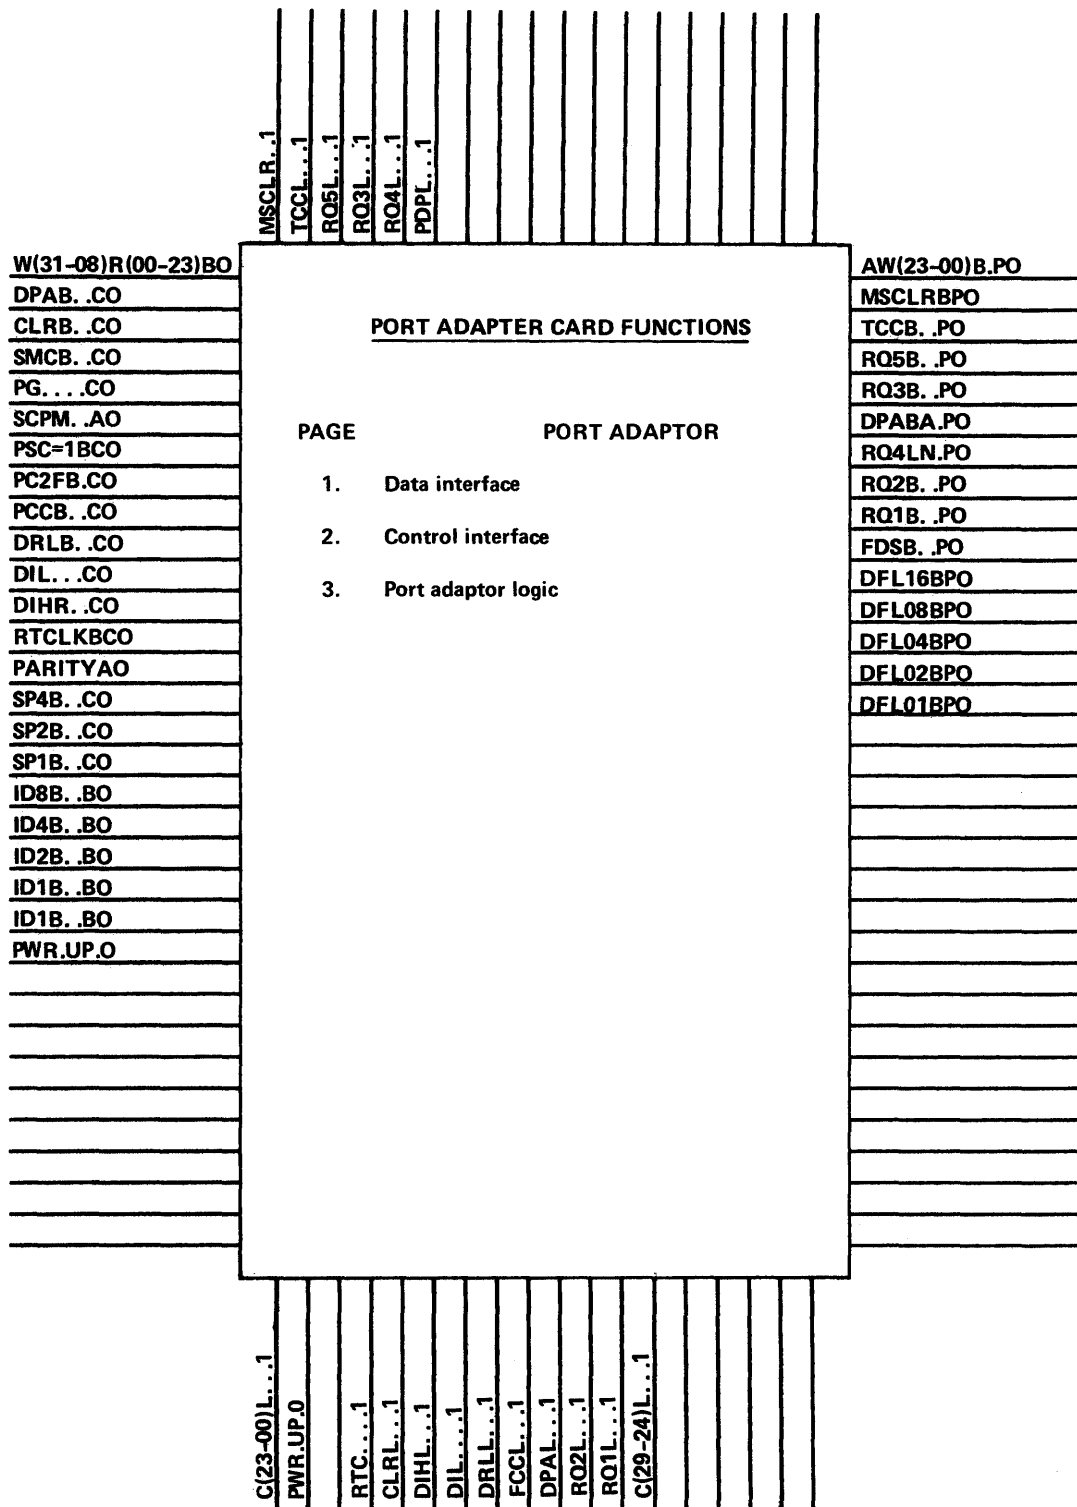 MSCLR. .1
TCCL. . .1
RQ5L. . .1
RQ3L. . .1
RQ4L. . .1
PDPL. . .1
W(31-08)R(00-23)BO
DPAB. .CO
CLRB. .CO
SMCB. .CO
PG. . . .CO
SCPM. .AO
PSC=1BCO
PC2FB.CO
PCCB. .CO
DRLB. .CO
DIL. . .CO
DIHR. .CO
RTCLKBCO
PARITYAO
SP4B. .CO
SP2B. .CO
SP1B. .CO
ID8B. .BO
ID4B. .BO
ID2B. .BO
ID1B. .BO
ID1B. .BO
PWR.UP.O
PORT ADAPTER CARD FUNCTIONS
PAGE PORT ADAPTOR
1. Data interface
2. Control interface
3. Port adaptor logic
AW(23-00)B.PO
MSCLRBPO
TCCB. .PO
RQ5B. .PO
RQ3B. .PO
DPABA.PO
RQ4LN.PO
RQ2B. .PO
RQ1B. .PO
FDSB. .PO
DFL16BPO
DFL08BPO
DFL04BPO
DFL02BPO
DFL01BPO
C(23-00)L. . .1
PWR.UP.0
RTC. . . .1
CLRL. . .1
DIHL. . .1
DIL. . . .1
DRLL. . .1
FCCL. . .1
DPAL. . .1
RQ2L. . .1
RQ1L. . .1
C(29-24)L. . .1